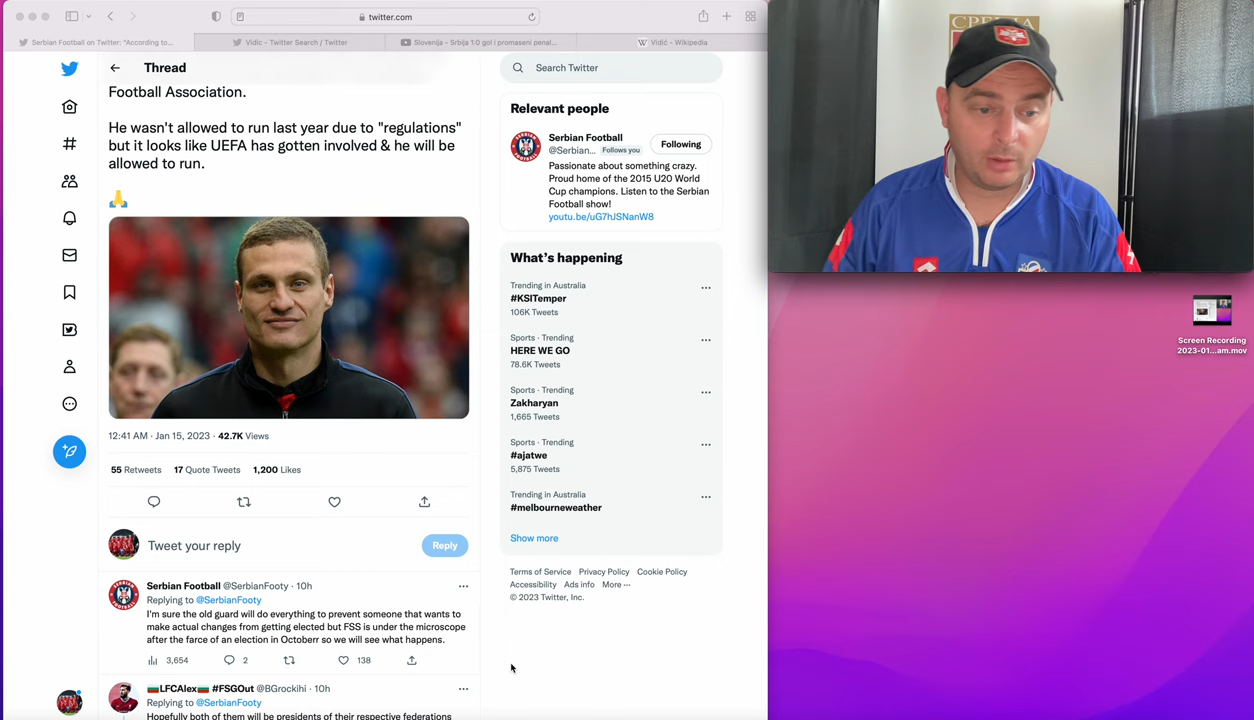 twitter.com
Serbian Football on Twitter: "According to...
Vidic - Twitter Search / Twitter
Slovenija - Srbija 1:0 gol i promaseni penal...
W Vidić - Wikipedia
Thread
Search Twitter
Football Association.
He wasn't allowed to run last year due to "regulations"
but it looks like UEFA has gotten involved & he will be
allowed to run.
🙏
12:41 AM · Jan 15, 2023 · 42.7K Views
55 Retweets 17 Quote Tweets 1,200 Likes
Tweet your reply
Reply
Serbian Football @SerbianFooty · 10h
Replying to @SerbianFooty
I'm sure the old guard will do everything to prevent someone that wants to
make actual changes from getting elected but FSS is under the microscope
after the farce of an election in Octoberr so we will see what happens.
3,654 2 138
🇧🇬LFCAlex🇧🇬 #FSGOut @BGrockihi · 10h
Replying to @SerbianFooty
Hopefully both of them will be presidents of their respective federations
Relevant people
Serbian Football
@Serbian... Follows you
Following
Passionate about something crazy.
Proud home of the 2015 U20 World
Cup champions. Listen to the Serbian
Football show!
youtu.be/uG7hJSNanW8
What's happening
Trending in Australia
#KSITemper
106K Tweets
Sports · Trending
HERE WE GO
78.6K Tweets
Sports · Trending
Zakharyan
1,665 Tweets
Sports · Trending
#ajatwe
5,875 Tweets
Trending in Australia
#melbourneweather
Show more
Terms of Service Privacy Policy Cookie Policy
Accessibility Ads info More ...
© 2023 Twitter, Inc.
Screen Recording
2023-01...am.mov